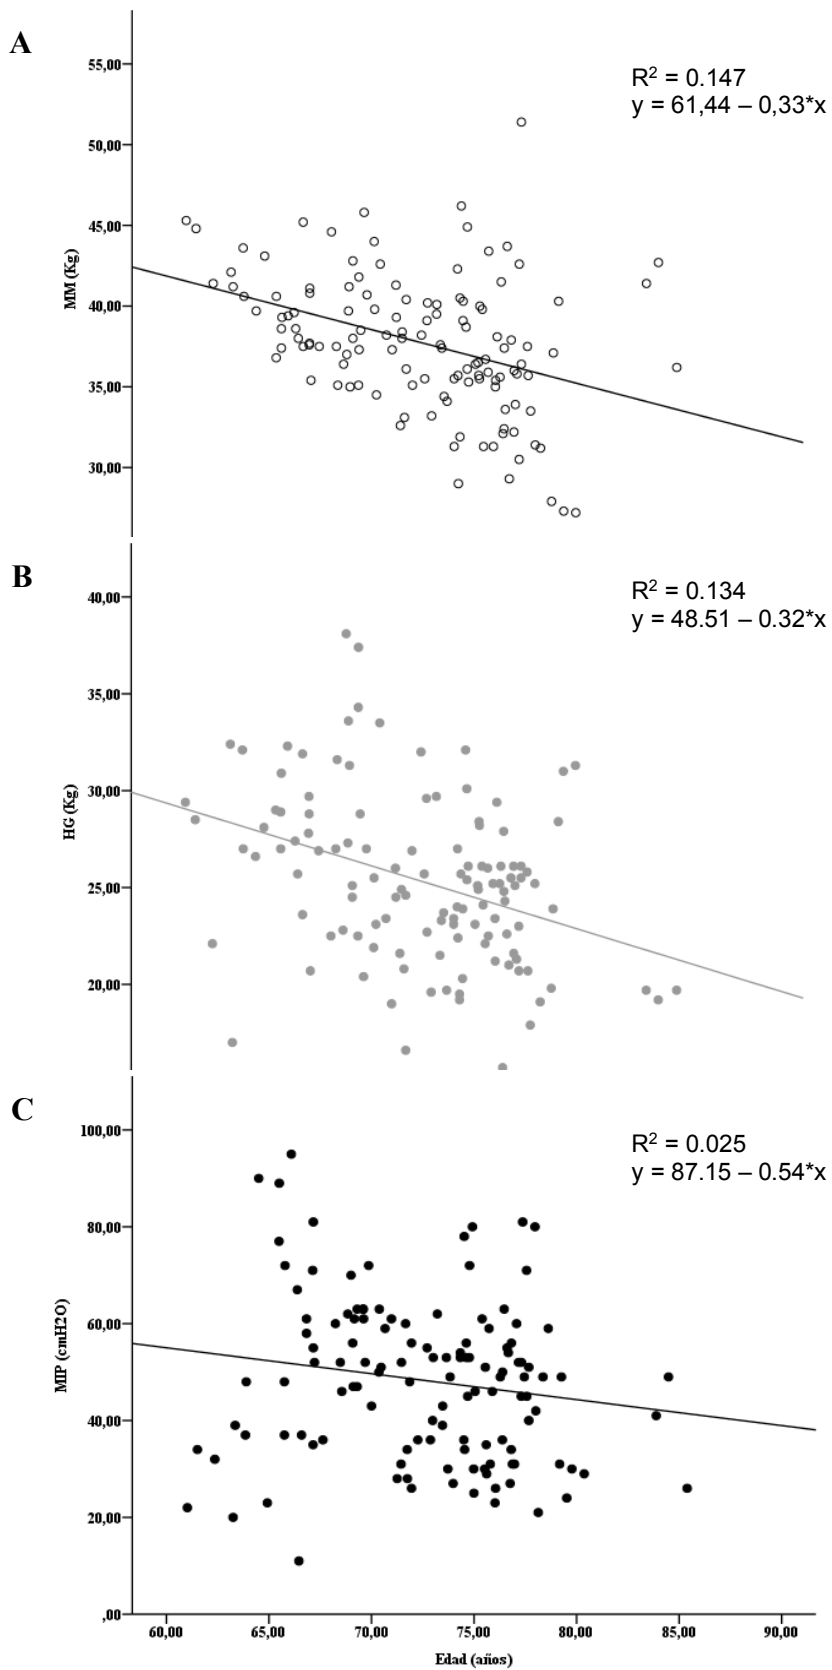 A
R² = 0.147
y = 61,44 – 0,33*x
55,00
50,00
45,00
40,00
35,00
30,00
MM (Kg)
B
R² = 0.134
y = 48.51 – 0.32*x
40,00
35,00
30,00
25,00
20,00
HG (Kg)
C
R² = 0.025
y = 87.15 – 0.54*x
100,00
80,00
60,00
40,00
20,00
,00
MIP (cmH2O)
60,00 65,00 70,00 75,00 80,00 85,00 90,00
Edad (años)